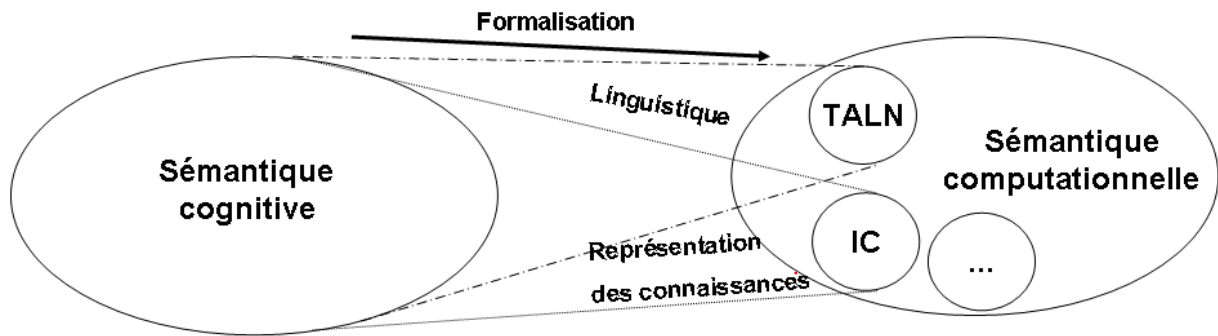 Formalisation
Linguistique
TALN
Sémantique
cognitive
Sémantique
computationnelle
Représentation
des connaissances
IC
...